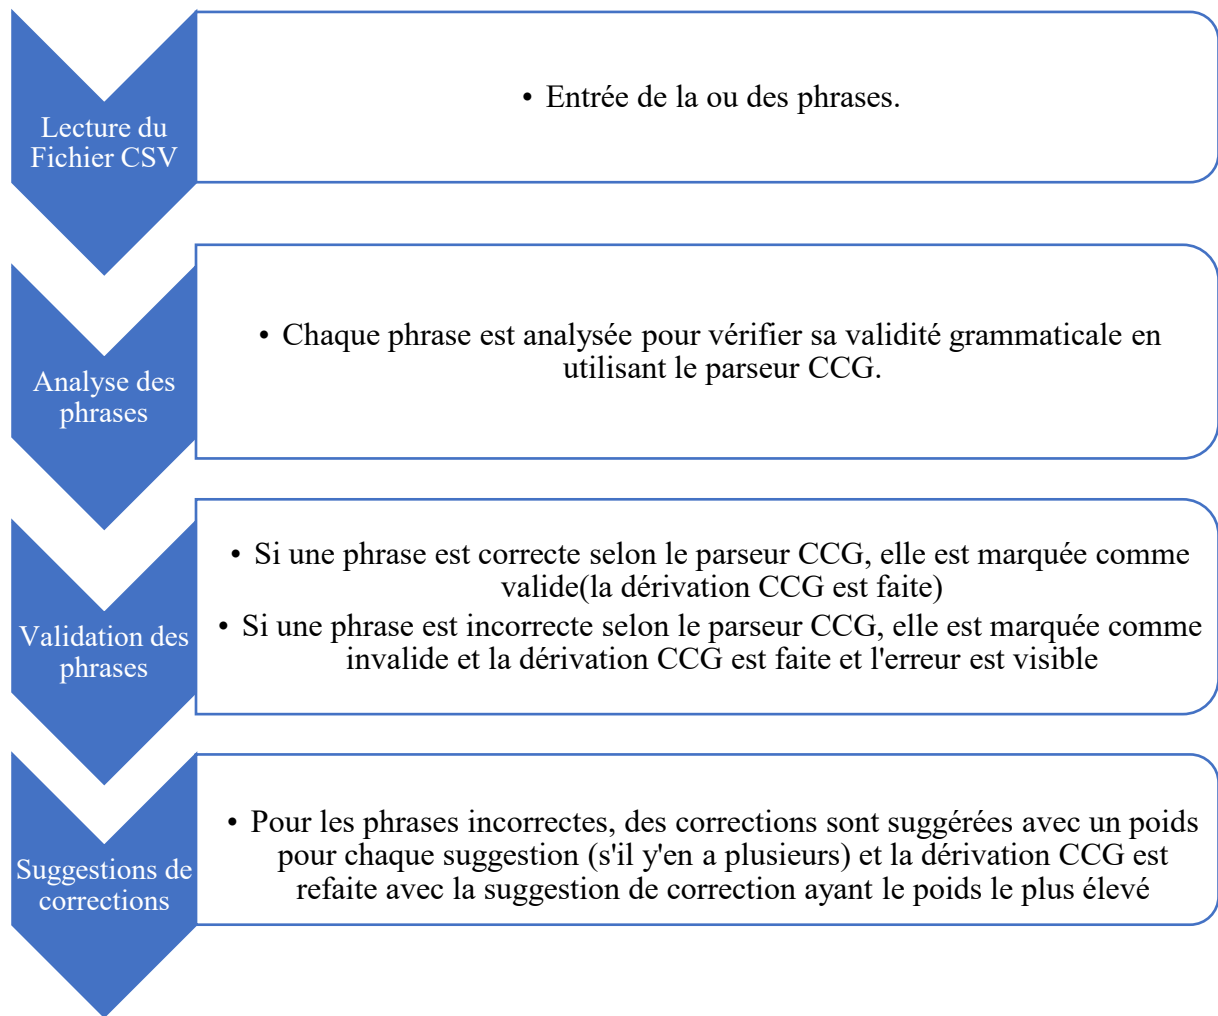 Lecture du
Fichier CSV
• Entrée de la ou des phrases.
Analyse des
phrases
• Chaque phrase est analysée pour vérifier sa validité grammaticale en
utilisant le parseur CCG.
Validation des
phrases
• Si une phrase est correcte selon le parseur CCG, elle est marquée comme
valide(la dérivation CCG est faite)
• Si une phrase est incorrecte selon le parseur CCG, elle est marquée comme
invalide et la dérivation CCG est faite et l'erreur est visible
Suggestions de
corrections
• Pour les phrases incorrectes, des corrections sont suggérées avec un poids
pour chaque suggestion (s'il y'en a plusieurs) et la dérivation CCG est
refaite avec la suggestion de correction ayant le poids le plus élevé